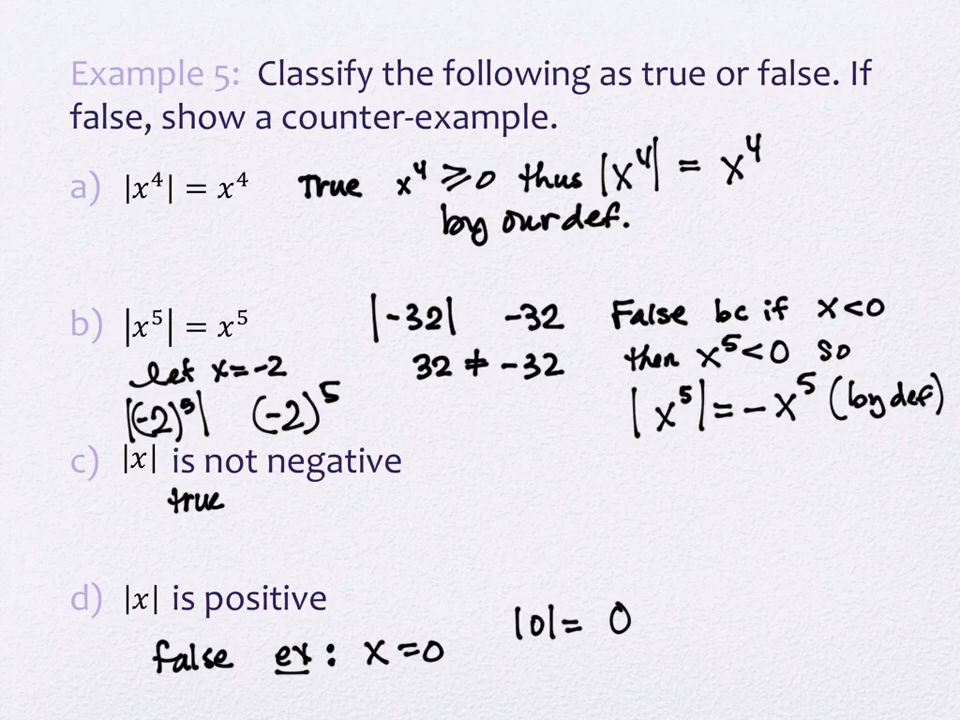 Example 5: Classify the following as true or false. If
false, show a counter-example.
a) |x⁴| = x⁴ True x⁴ ≥ 0 thus |x⁴| = x⁴
by our def.
b) |x⁵| = x⁵ |-32| -32 False bc if x<0
let x=-2 32 ≠ -32 then x⁵<0 so
|(-2)⁵| (-2)⁵ |x⁵| = -x⁵ (by def)
c) |x| is not negative
true
d) |x| is positive
false ex: x=0 |0| = 0